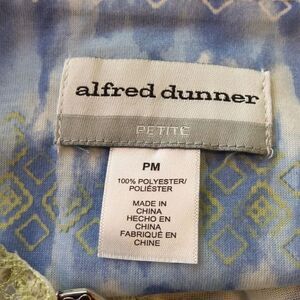 alfred dunner
PETITE
PM
100% POLYESTER/
POLIÉSTER
MADE IN
CHINA
HECHO EN
CHINA
FABRIQUÉ EN
CHINE